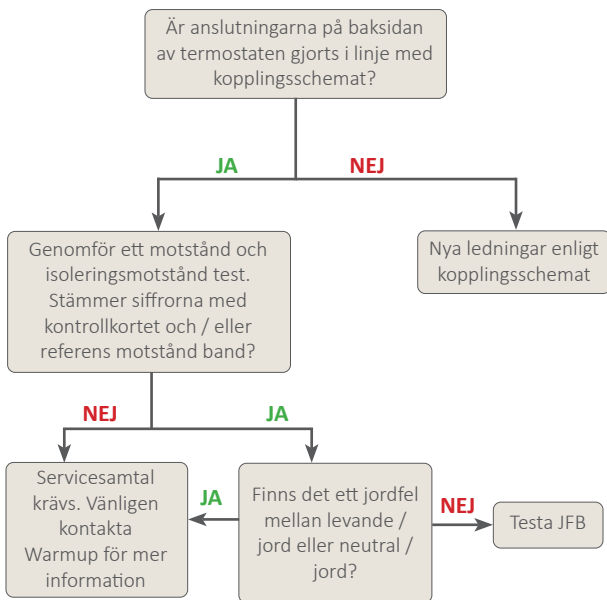 Är anslutningarna på baksidan
av termostaten gjorts i linje med
kopplingsschemat?
JA
NEJ
Genomför ett motstånd och
isoleringsmotstånd test.
Stämmer siffrorna med
kontrollkortet och / eller
referens motstånd band?
Nya ledningar enligt
kopplingsschemat
NEJ
JA
Servicesamtal
krävs. Vänligen
kontakta
Warmup för mer
information
JA
Finns det ett jordfel
mellan levande /
jord eller neutral /
jord?
NEJ
Testa JFB